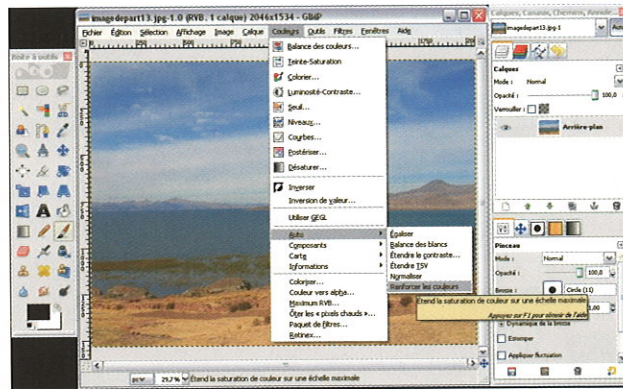 imagedepart13.jpg-1.0 (RVB, 1 calque) 2046x1534 - GIMP
Fichier Édition Sélection Affichage Image Calque Couleurs Outils Filtres Fenêtres Aide
Boîte à outils
Balance des couleurs...
Teinte-Saturation
Colorier...
Luminosité-Contraste...
Seuil...
Niveaux...
Courbes...
Postériser...
Désaturer...
Inverser
Inversion de valeur...
Utiliser GEGL
Auto
Composants
Carte
Informations
Coloriser...
Couleur vers alpha...
Maximum RVB...
Ôter les « pixels chauds »...
Paquet de filtres...
Retinex...
Égaliser
Balance des blancs
Étendre le contraste...
Étendre TSV
Normaliser
Renforcer les couleurs
Étend la saturation de couleur sur une échelle maximale
Appuyez sur F1 pour obtenir de l'aide
px 29,7 % Étend la saturation de couleur sur une échelle maximale
Calques, Canaux, Chemins, Annule
imagedepart13.jpg-1
Calques
Mode : Normal
Opacité : 100,0
Verrouiller :
Arrière-plan
Pinceau
Mode : Normal
Opacité : 100,0
Brosse : Circle (11)
1,00
Dynamique de la brosse
Estomper
Appliquer fluctuation